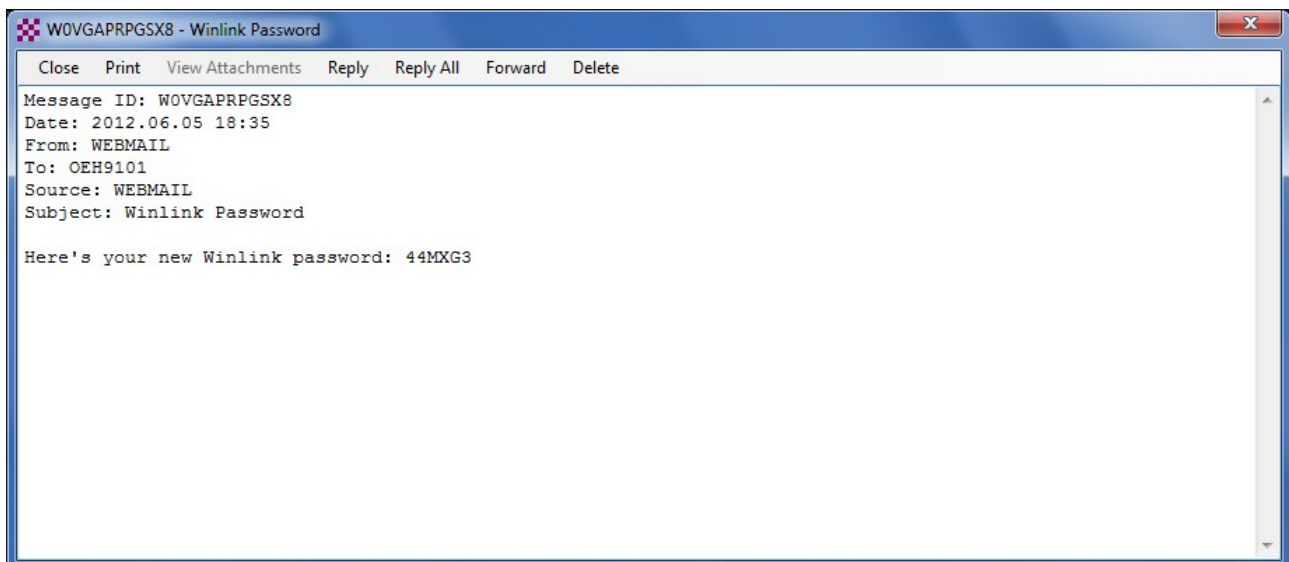 W0VGAPRPGSX8 - Winlink Password
Close Print View Attachments Reply Reply All Forward Delete
Message ID: W0VGAPRPGSX8
Date: 2012.06.05 18:35
From: WEBMAIL
To: OEH9101
Source: WEBMAIL
Subject: Winlink Password
Here's your new Winlink password: 44MXG3